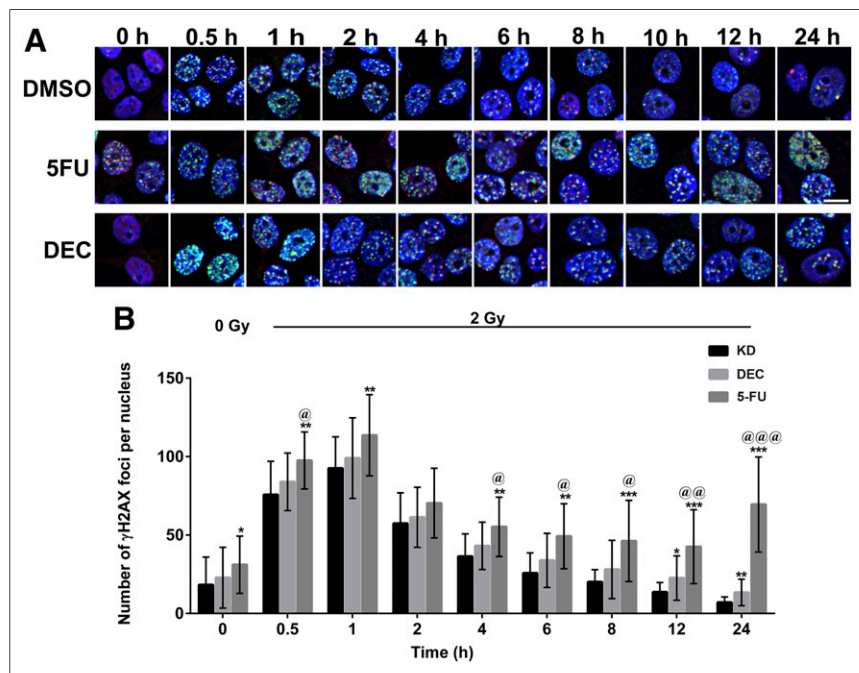 A
0 h 0.5 h 1 h 2 h 4 h 6 h 8 h 10 h 12 h 24 h
DMSO
5FU
DEC
B
0 Gy 2 Gy
KD
DEC
5-FU
Number of γH2AX foci per nucleus
150
100
50
0
*
@
**
**
@
**
@
**
@
***
*
@@
***
**
@@@
***
0 0.5 1 2 4 6 8 12 24
Time (h)